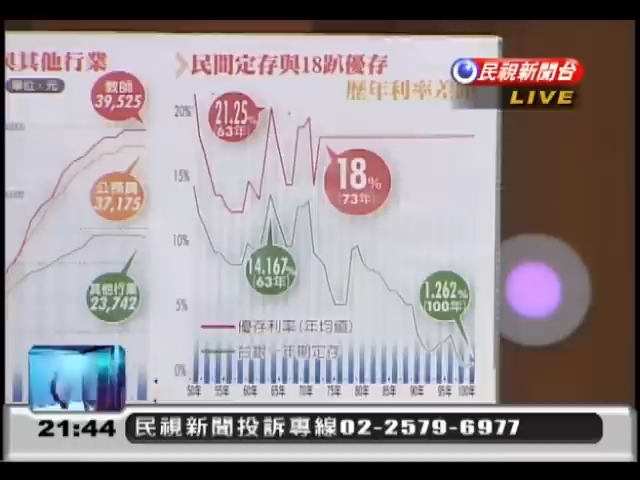 與其他行業
單位：元
教師
39,525
公務員
37,175
其他行業
23,742
民間定存與18趴優存
歷年利率差
20%
15%
10%
5%
0%
21.25%
(63年)
18%
(73年)
14.167%
(63年)
1.262%
(100年)
優存利率(年均值)
台銀一年期定存
50年 55年 60年 65年 70年 75年 80年 85年 90年 95年 100年
民視新聞台
LIVE
21:44
民視新聞投訴專線02-2579-6977